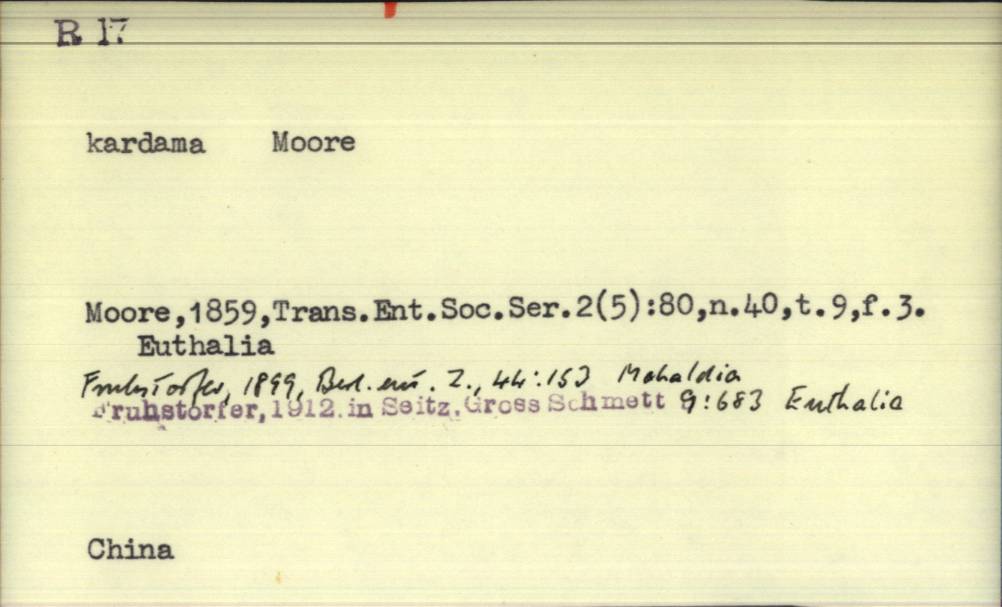 R 17
kardama Moore
Moore,1859,Trans.Ent.Soc.Ser.2(5):80,n.40,t.9,f.3.
Euthalia
Fruhstorfer, 1899, Berl. ent. Z., 44:153 Mahaldia
Fruhstorfer, 1912. in Seitz. Gross Schmett 9:683 Euthalia
China